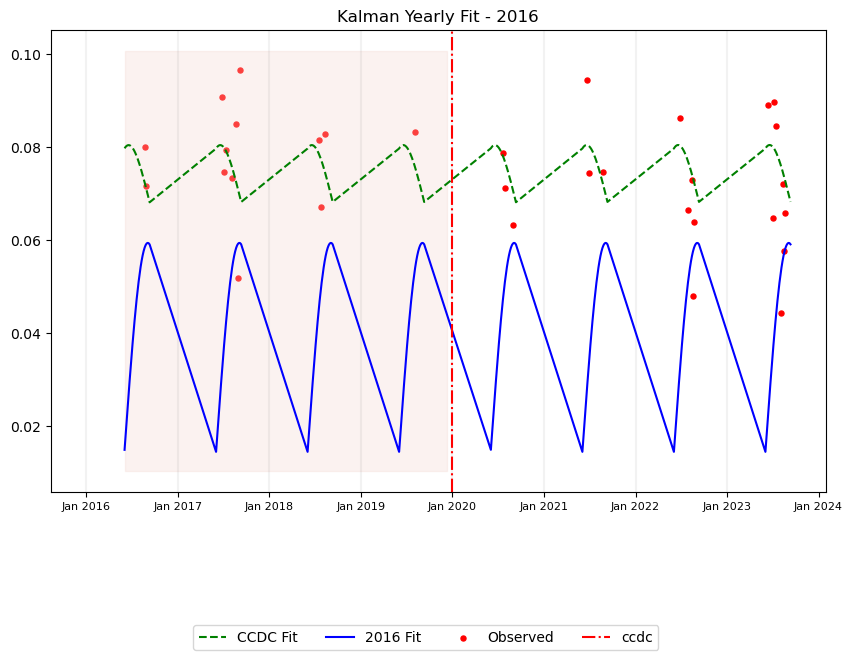 Kalman Yearly Fit - 2016
0.10
0.08
0.06
0.04
0.02
Jan 2016 Jan 2017 Jan 2018 Jan 2019 Jan 2020 Jan 2021 Jan 2022 Jan 2023 Jan 2024
CCDC Fit 2016 Fit Observed ccdc